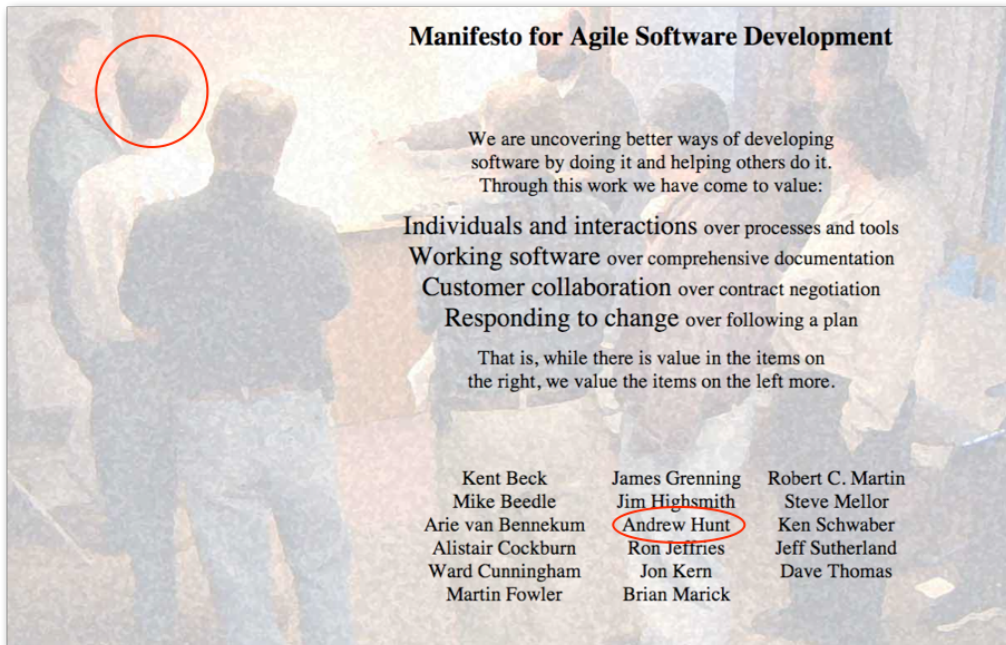 Manifesto for Agile Software Development
We are uncovering better ways of developing
software by doing it and helping others do it.
Through this work we have come to value:
Individuals and interactions over processes and tools
Working software over comprehensive documentation
Customer collaboration over contract negotiation
Responding to change over following a plan
That is, while there is value in the items on
the right, we value the items on the left more.
Kent Beck
Mike Beedle
Arie van Bennekum
Alistair Cockburn
Ward Cunningham
Martin Fowler
James Grenning
Jim Highsmith
Andrew Hunt
Ron Jeffries
Jon Kern
Brian Marick
Robert C. Martin
Steve Mellor
Ken Schwaber
Jeff Sutherland
Dave Thomas